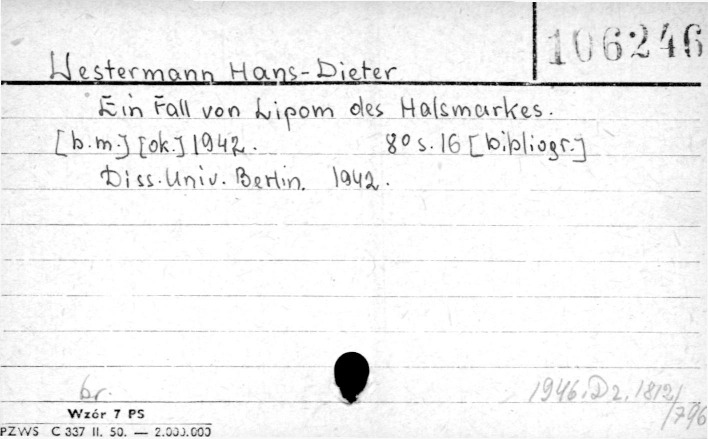 106246
Westermann Hans-Dieter
Ein Fall von Lipom des Halsmarkes.
[b.m.] [ok.] 1942. 8° s. 16 [bibliogr.]
Diss. Univ. Berlin. 1942.
br.
1946.Dz.1812/
/796
Wzór 7 PS
PZWS C 337 II. 50. — 2.000.000